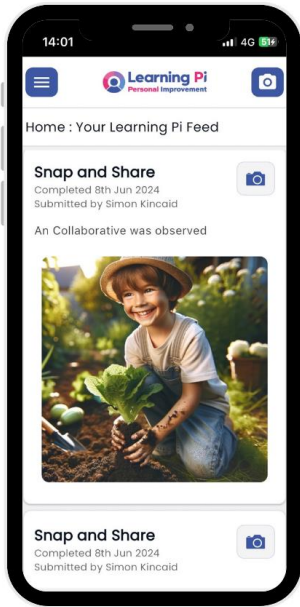 14:01
4G 51
Learning Pi
Personal Improvement
Home : Your Learning Pi Feed
Snap and Share
Completed 8th Jun 2024
Submitted by Simon Kincaid
An Collaborative was observed
Snap and Share
Completed 8th Jun 2024
Submitted by Simon Kincaid